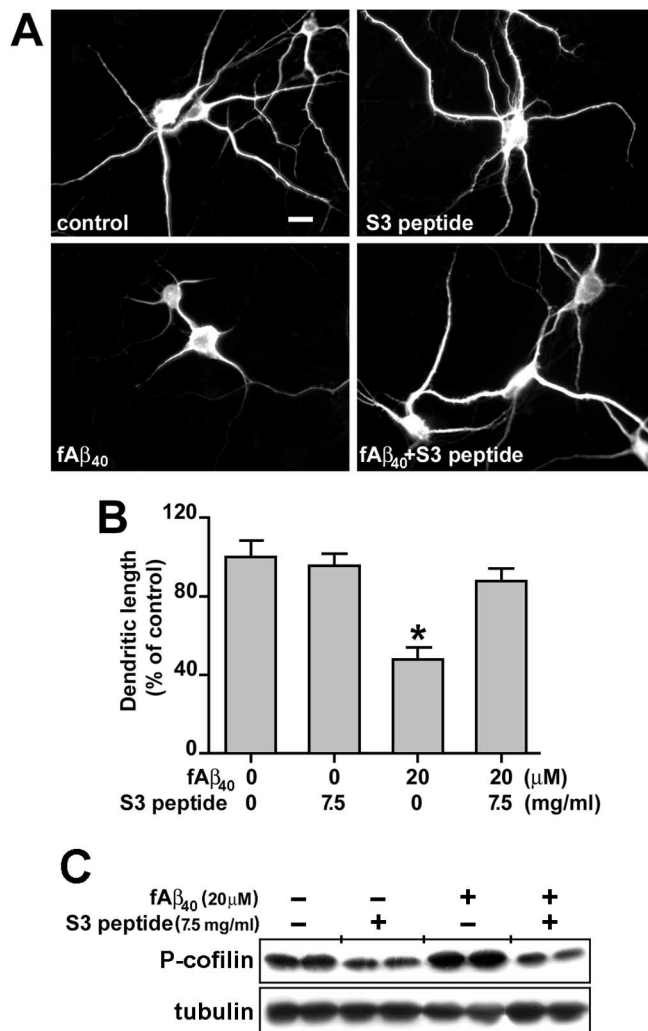 A
control
S3 peptide
fAβ40
fAβ40+S3 peptide
B
Dendritic length
(% of control)
120
80
40
0
*
fAβ40 0 0 20 20 (μM)
S3 peptide 0 7.5 0 7.5 (mg/ml)
C
fAβ40 (20μM) – – + +
S3 peptide(7.5 mg/ml) – + – +
P-cofilin
tubulin